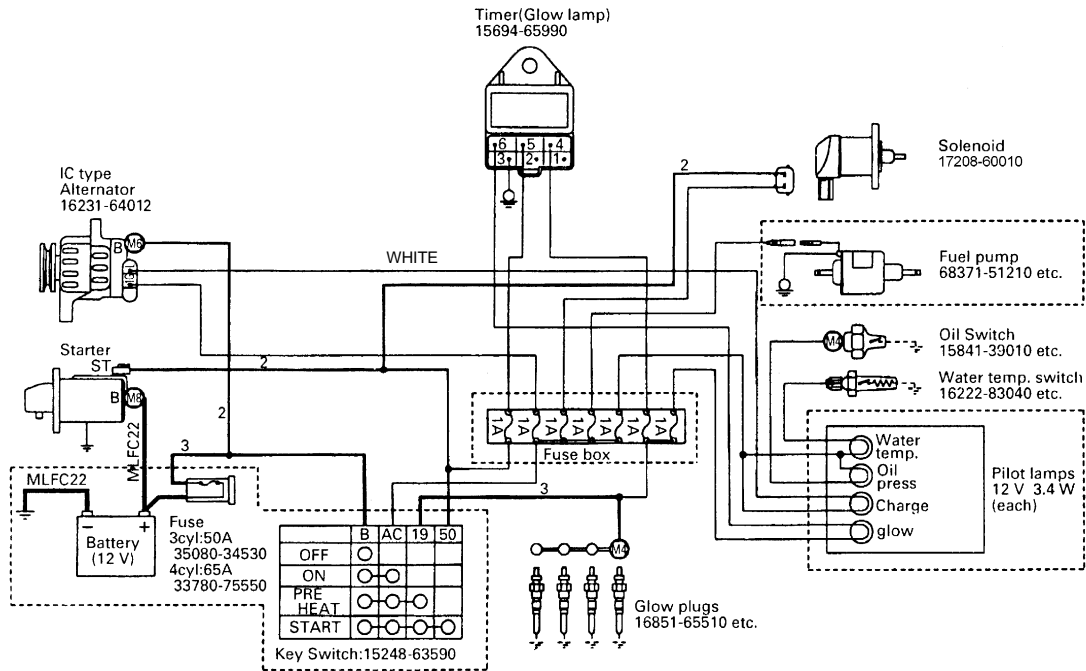 Timer(Glow lamp)
15694-65990
6 5 4
3 2 1
Solenoid
17208-60010
2
IC type
Alternator
16231-64012
B M6
IC
WHITE
Fuel pump
68371-51210 etc.
Oil Switch
15841-39010 etc.
M4
Water temp. switch
16222-83040 etc.
Starter
ST
B M8
2
2
MLFC22
3
MLFC22
1A 1A 1A 1A 1A 1A 1A
Fuse box
Water
temp.
Oil
press
Charge
glow
Pilot lamps
12 V 3.4 W
(each)
3
Battery
(12 V)
− +
Fuse
3cyl:50A
35080-34530
4cyl:65A
33780-75550
B AC 19 50
OFF
ON
PRE
HEAT
START
Key Switch:15248-63590
M4
Glow plugs
16851-65510 etc.